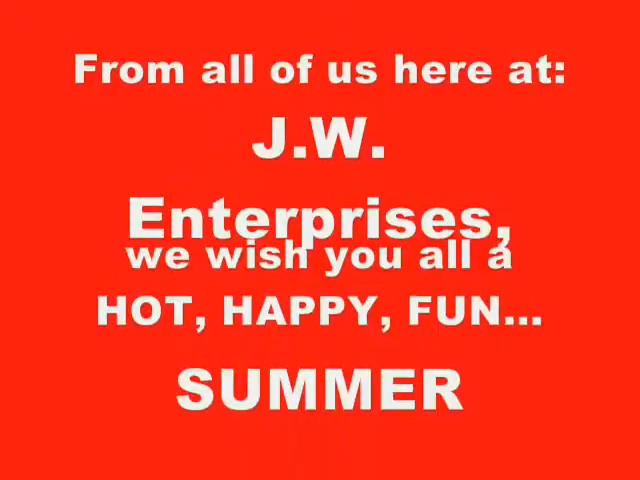 From all of us here at:
J.W.
Enterprises,
we wish you all a
HOT, HAPPY, FUN...
SUMMER